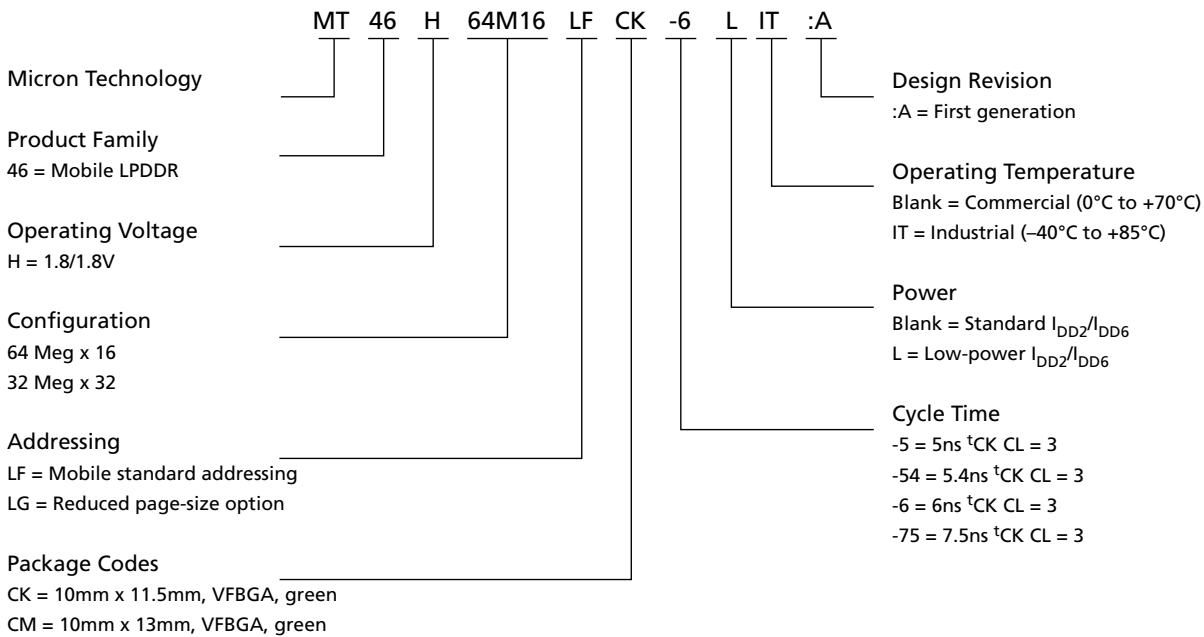 MT 46 H 64M16 LF CK -6 L IT :A
Micron Technology
Product Family
46 = Mobile LPDDR
Operating Voltage
H = 1.8/1.8V
Configuration
64 Meg x 16
32 Meg x 32
Addressing
LF = Mobile standard addressing
LG = Reduced page-size option
Package Codes
CK = 10mm x 11.5mm, VFBGA, green
CM = 10mm x 13mm, VFBGA, green
Design Revision
:A = First generation
Operating Temperature
Blank = Commercial (0°C to +70°C)
IT = Industrial (–40°C to +85°C)
Power
Blank = Standard IDD2/IDD6
L = Low-power IDD2/IDD6
Cycle Time
-5 = 5ns tCK CL = 3
-54 = 5.4ns tCK CL = 3
-6 = 6ns tCK CL = 3
-75 = 7.5ns tCK CL = 3